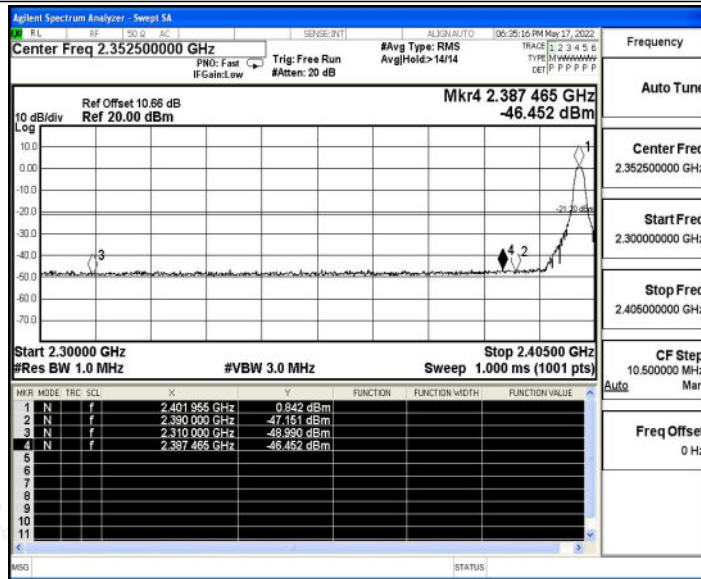 Agilent Spectrum Analyzer - Swept SA
RL RF 50 Ω AC SENSE:INT ALIGNAUTO 06:35:16 PM May 17, 2022
Center Freq 2.352500000 GHz
PNO: Fast
IFGain:Low
Trig: Free Run
#Atten: 20 dB
#Avg Type: RMS
Avg|Hold:> 14/14
TRACE 1 2 3 4 5 6
TYPE MWWWWW
DET P P P P P P
Ref Offset 10.66 dB
10 dB/div Ref 20.00 dBm
Log
Mkr4 2.387 465 GHz
-46.452 dBm
10.0
0.00
-10.0
-20.0
-30.0
-40.0
-50.0
-60.0
-70.0
1
-21.20 dBm
3
4
2
Start 2.30000 GHz Stop 2.40500 GHz
#Res BW 1.0 MHz #VBW 3.0 MHz Sweep 1.000 ms (1001 pts)
MKR MODE TRC SCL X Y FUNCTION FUNCTION WIDTH FUNCTION VALUE
1 N f 2.401 955 GHz 0.842 dBm
2 N f 2.390 000 GHz -47.151 dBm
3 N f 2.310 000 GHz -48.990 dBm
4 N f 2.387 465 GHz -46.452 dBm
5
6
7
8
9
10
11
MSG STATUS
Frequency
Auto Tune
Center Freq
2.352500000 GHz
Start Freq
2.300000000 GHz
Stop Freq
2.405000000 GHz
CF Step
10.500000 MHz
Auto Man
Freq Offset
0 Hz